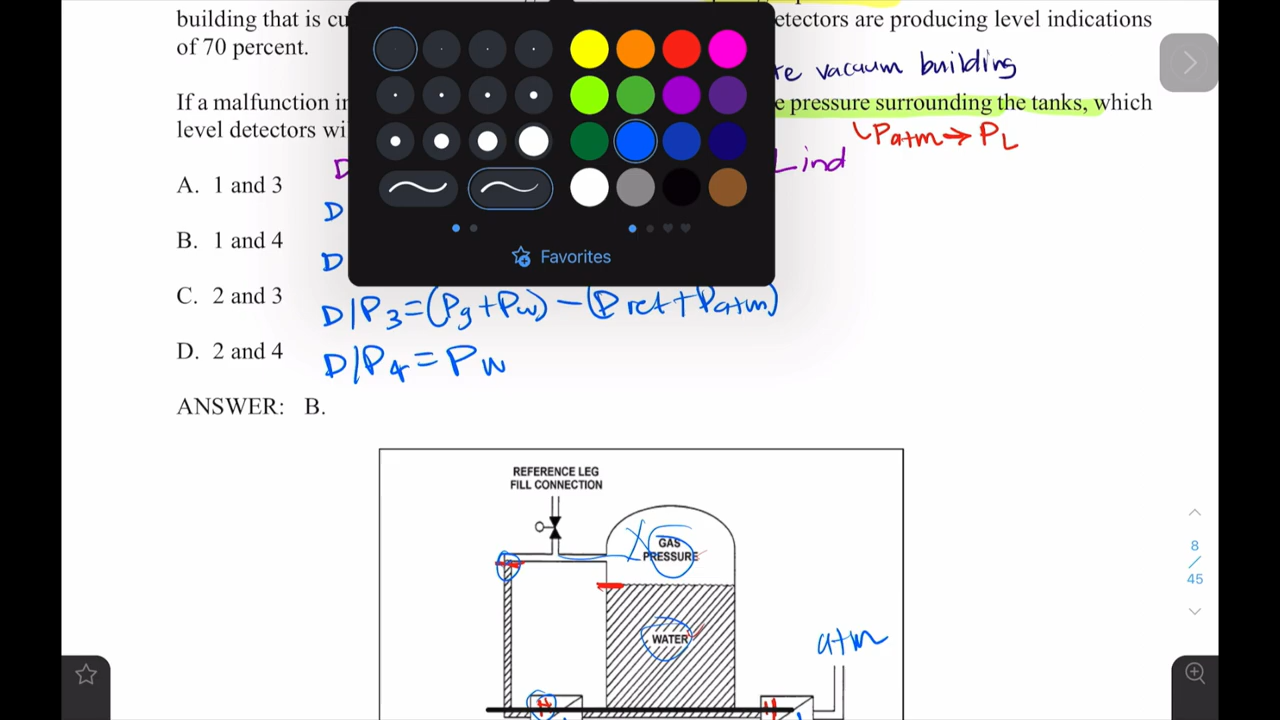 building that is cu
etectors are producing level indications
of 70 percent.
vacuum building
If a malfunction in
e pressure surrounding the tanks, which
level detectors wi
Patm → PL
Lind
A. 1 and 3
D
B. 1 and 4
D
Favorites
C. 2 and 3
D/P3=(Pg+Pw)-(Pref+Patm)
D. 2 and 4
D/P4=Pw
ANSWER: B.
REFERENCE LEG
FILL CONNECTION
GAS
PRESSURE
8
/
45
WATER
atm
H
H